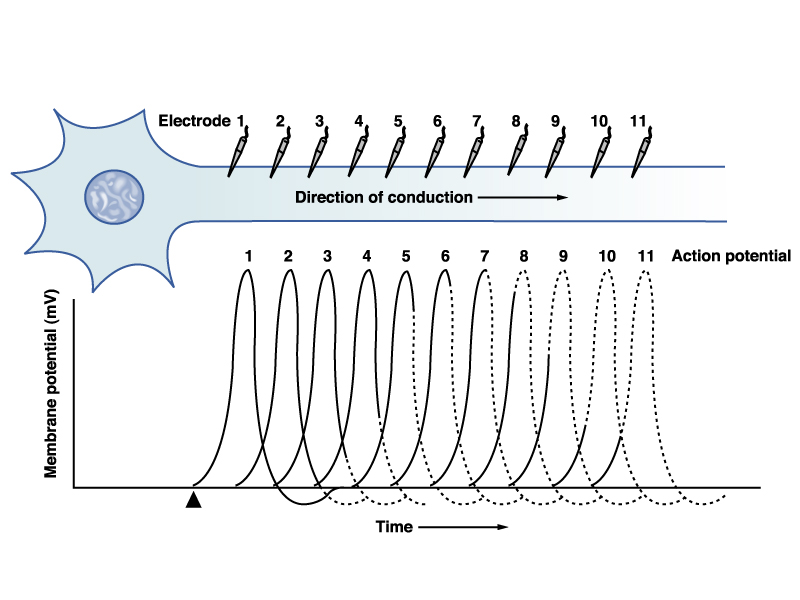 Electrode 1 2 3 4 5 6 7 8 9 10 11
Direction of conduction
1 2 3 4 5 6 7 8 9 10 11 Action potential
Membrane potential (mV)
Time